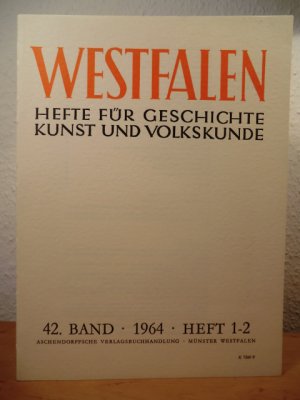 WESTFALEN
HEFTE FÜR GESCHICHTE
KUNST UND VOLKSKUNDE
42. BAND · 1964 · HEFT 1-2
ASCHENDORFFSCHE VERLAGSBUCHHANDLUNG · MÜNSTER WESTFALEN